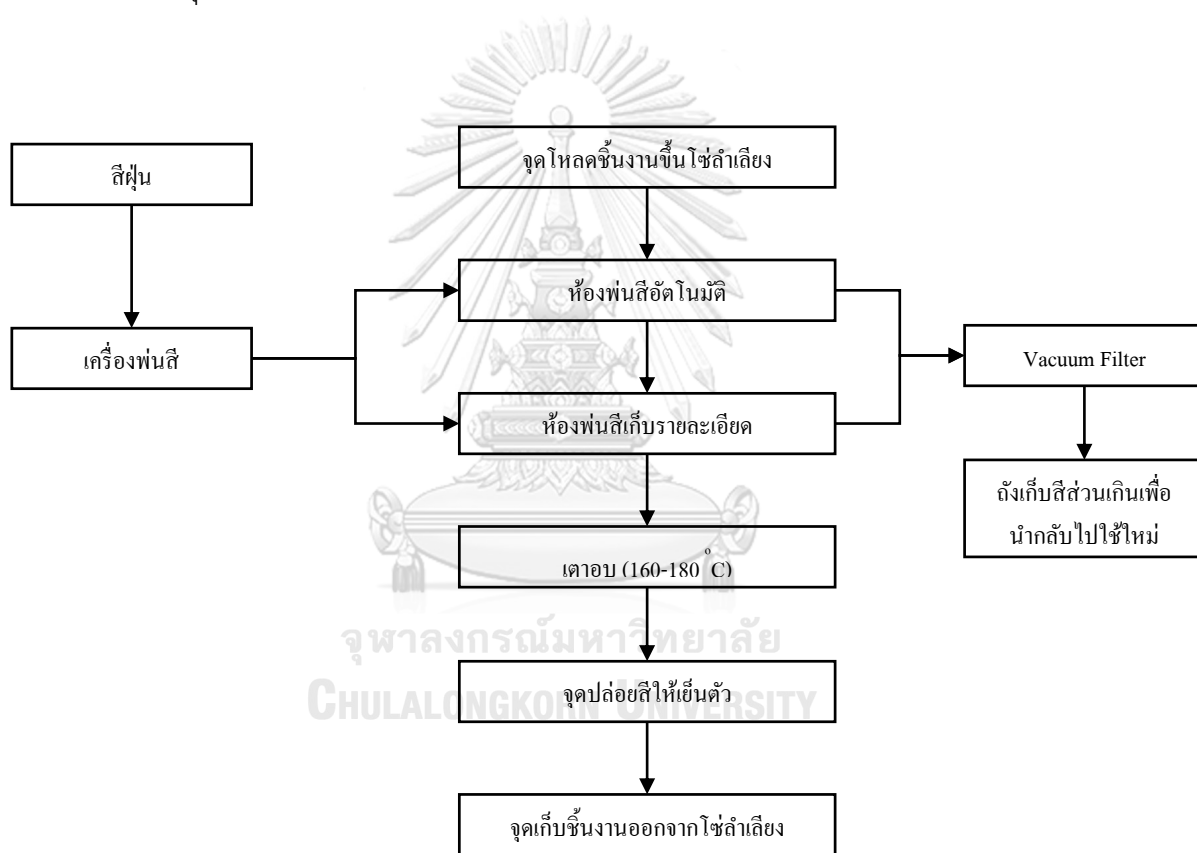 สีฝุ่น
จุดโหลดชิ้นงานขึ้นโซ่ลำเลียง
ห้องพ่นสีอัตโนมัติ
เครื่องพ่นสี
Vacuum Filter
ห้องพ่นสีเก็บรายละเอียด
ถังเก็บสีส่วนเกินเพื่อ
นำกลับไปใช้ใหม่
เตาอบ (160-180 °C)
จุฬาลงกรณ์มหาวิทยาลัย
จุดปล่อยสีให้เย็นตัว
CHULALONGKORN UNIVERSITY
จุดเก็บชิ้นงานออกจากโซ่ลำเลียง